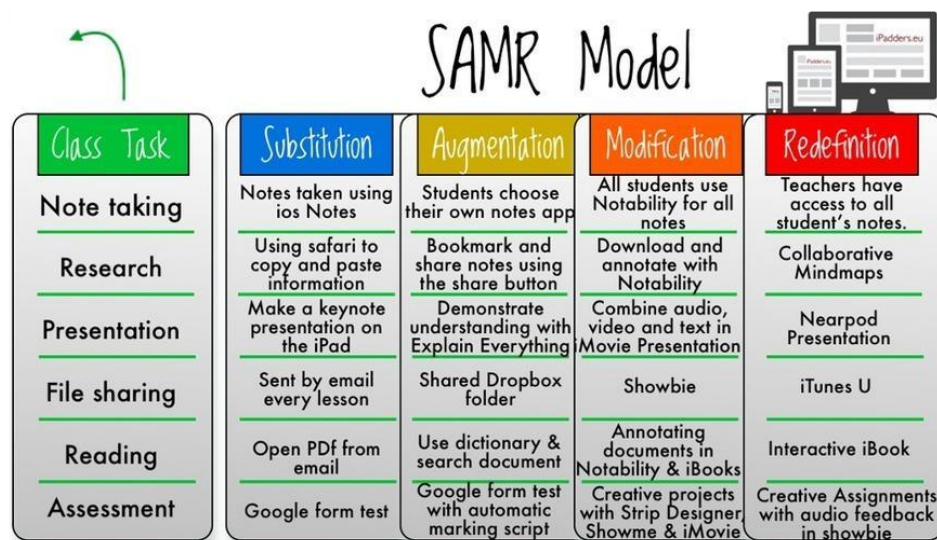 SAMR Model
iPadders.eu
iPadders.eu
Class Task
Substitution
Augmentation
Modification
Redefinition
Note taking
Notes taken using
ios Notes
Students choose
their own notes app
All students use
Notability for all
notes
Teachers have
access to all
student's notes.
Research
Using safari to
copy and paste
information
Bookmark and
share notes using
the share button
Download and
annotate with
Notability
Collaborative
Mindmaps
Presentation
Make a keynote
presentation on
the iPad
Demonstrate
understanding with
Explain Everything
Combine audio,
video and text in
iMovie Presentation
Nearpod
Presentation
File sharing
Sent by email
every lesson
Shared Dropbox
folder
Showbie
iTunes U
Reading
Open PDf from
email
Use dictionary &
search document
Annotating
documents in
Notability & iBooks
Interactive iBook
Assessment
Google form test
Google form test
with automatic
marking script
Creative projects
with Strip Designer,
Showme & iMovie
Creative Assignments
with audio feedback
in showbie